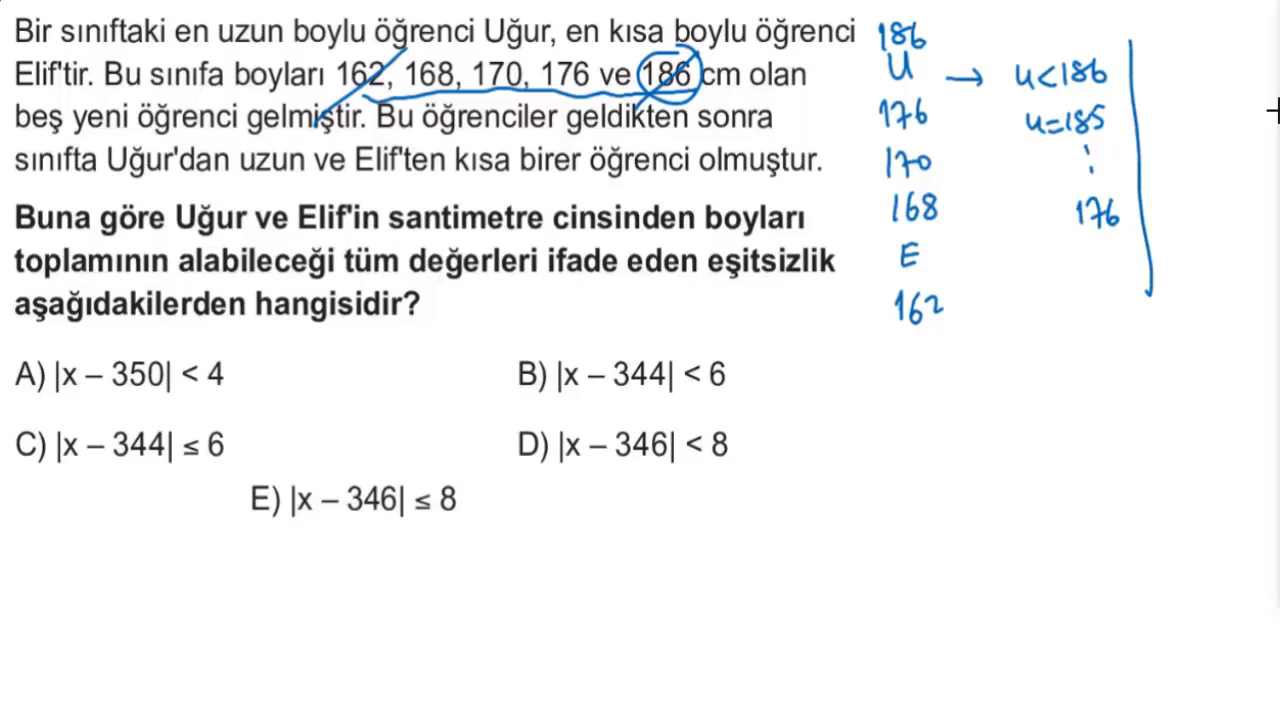 Bir sınıftaki en uzun boylu öğrenci Uğur, en kısa boylu öğrenci
Elif'tir. Bu sınıfa boyları 162, 168, 170, 176 ve 186 cm olan
beş yeni öğrenci gelmiştir. Bu öğrenciler geldikten sonra
sınıfta Uğur'dan uzun ve Elif'ten kısa birer öğrenci olmuştur.
Buna göre Uğur ve Elif'in santimetre cinsinden boyları
toplamının alabileceği tüm değerleri ifade eden eşitsizlik
aşağıdakilerden hangisidir?
A) |x – 350| < 4
B) |x – 344| < 6
C) |x – 344| ≤ 6
D) |x – 346| < 8
E) |x – 346| ≤ 8
186
U → u<186
176 u=185
170 ⋮
168 176
E
162